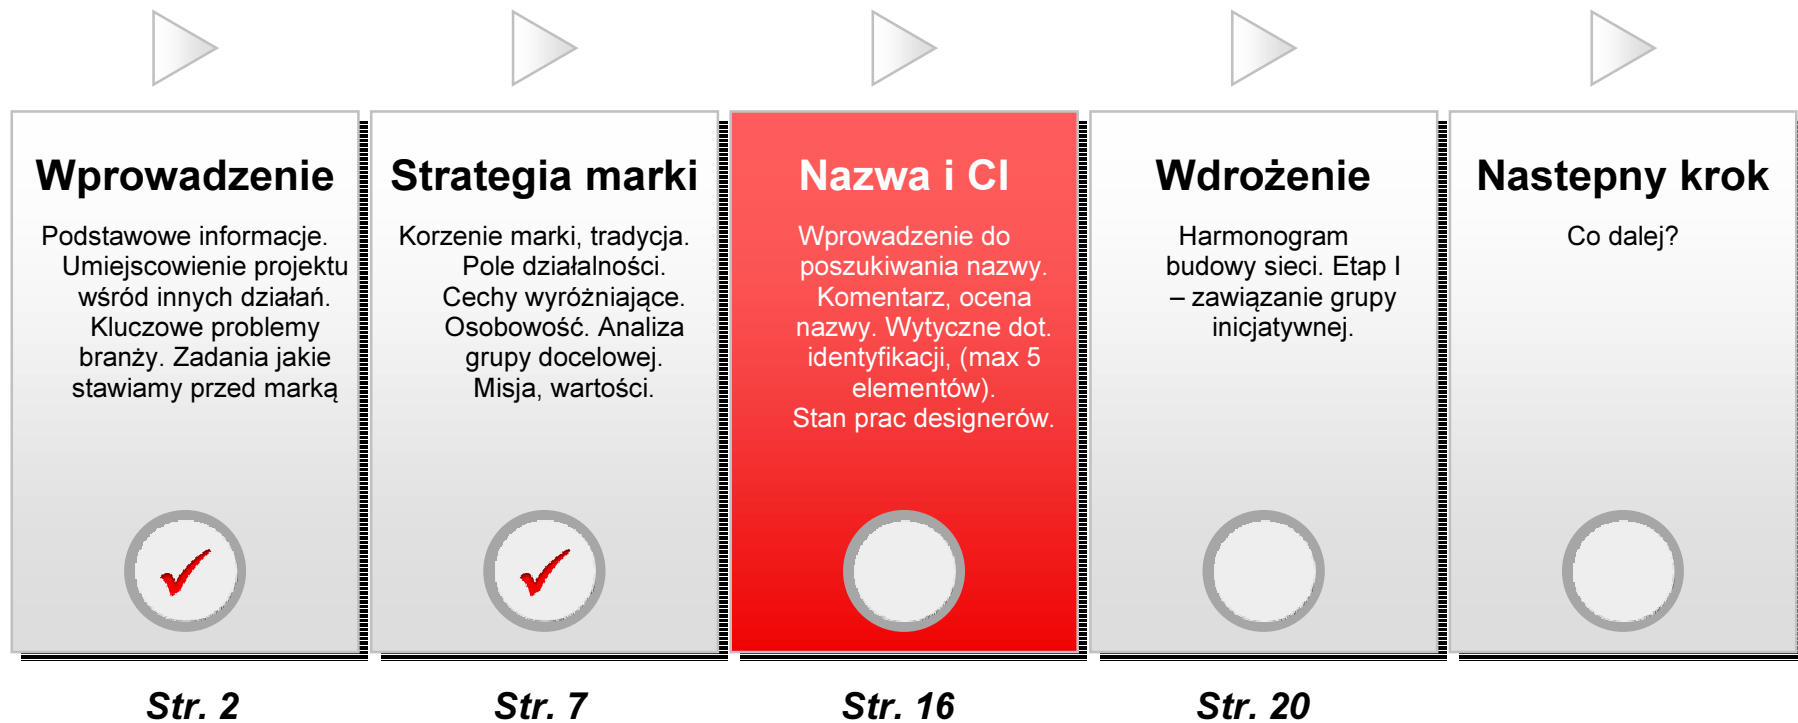 Wprowadzenie
Podstawowe informacje.
Umiejscowienie projektu
wśród innych działań.
Kluczowe problemy
branży. Zadania jakie
stawiamy przed marką
Str. 2
Strategia marki
Korzenie marki, tradycja.
Pole działalności.
Cechy wyróżniające.
Osobowość. Analiza
grupy docelowej.
Misja, wartości.
Str. 7
Nazwa i CI
Wprowadzenie do
poszukiwania nazwy.
Komentarz, ocena
nazwy. Wytyczne dot.
identyfikacji, (max 5
elementów).
Stan prac designerów.
Str. 16
Wdrożenie
Harmonogram
budowy sieci. Etap I
– zawiązanie grupy
inicjatywnej.
Str. 20
Nastepny krok
Co dalej?